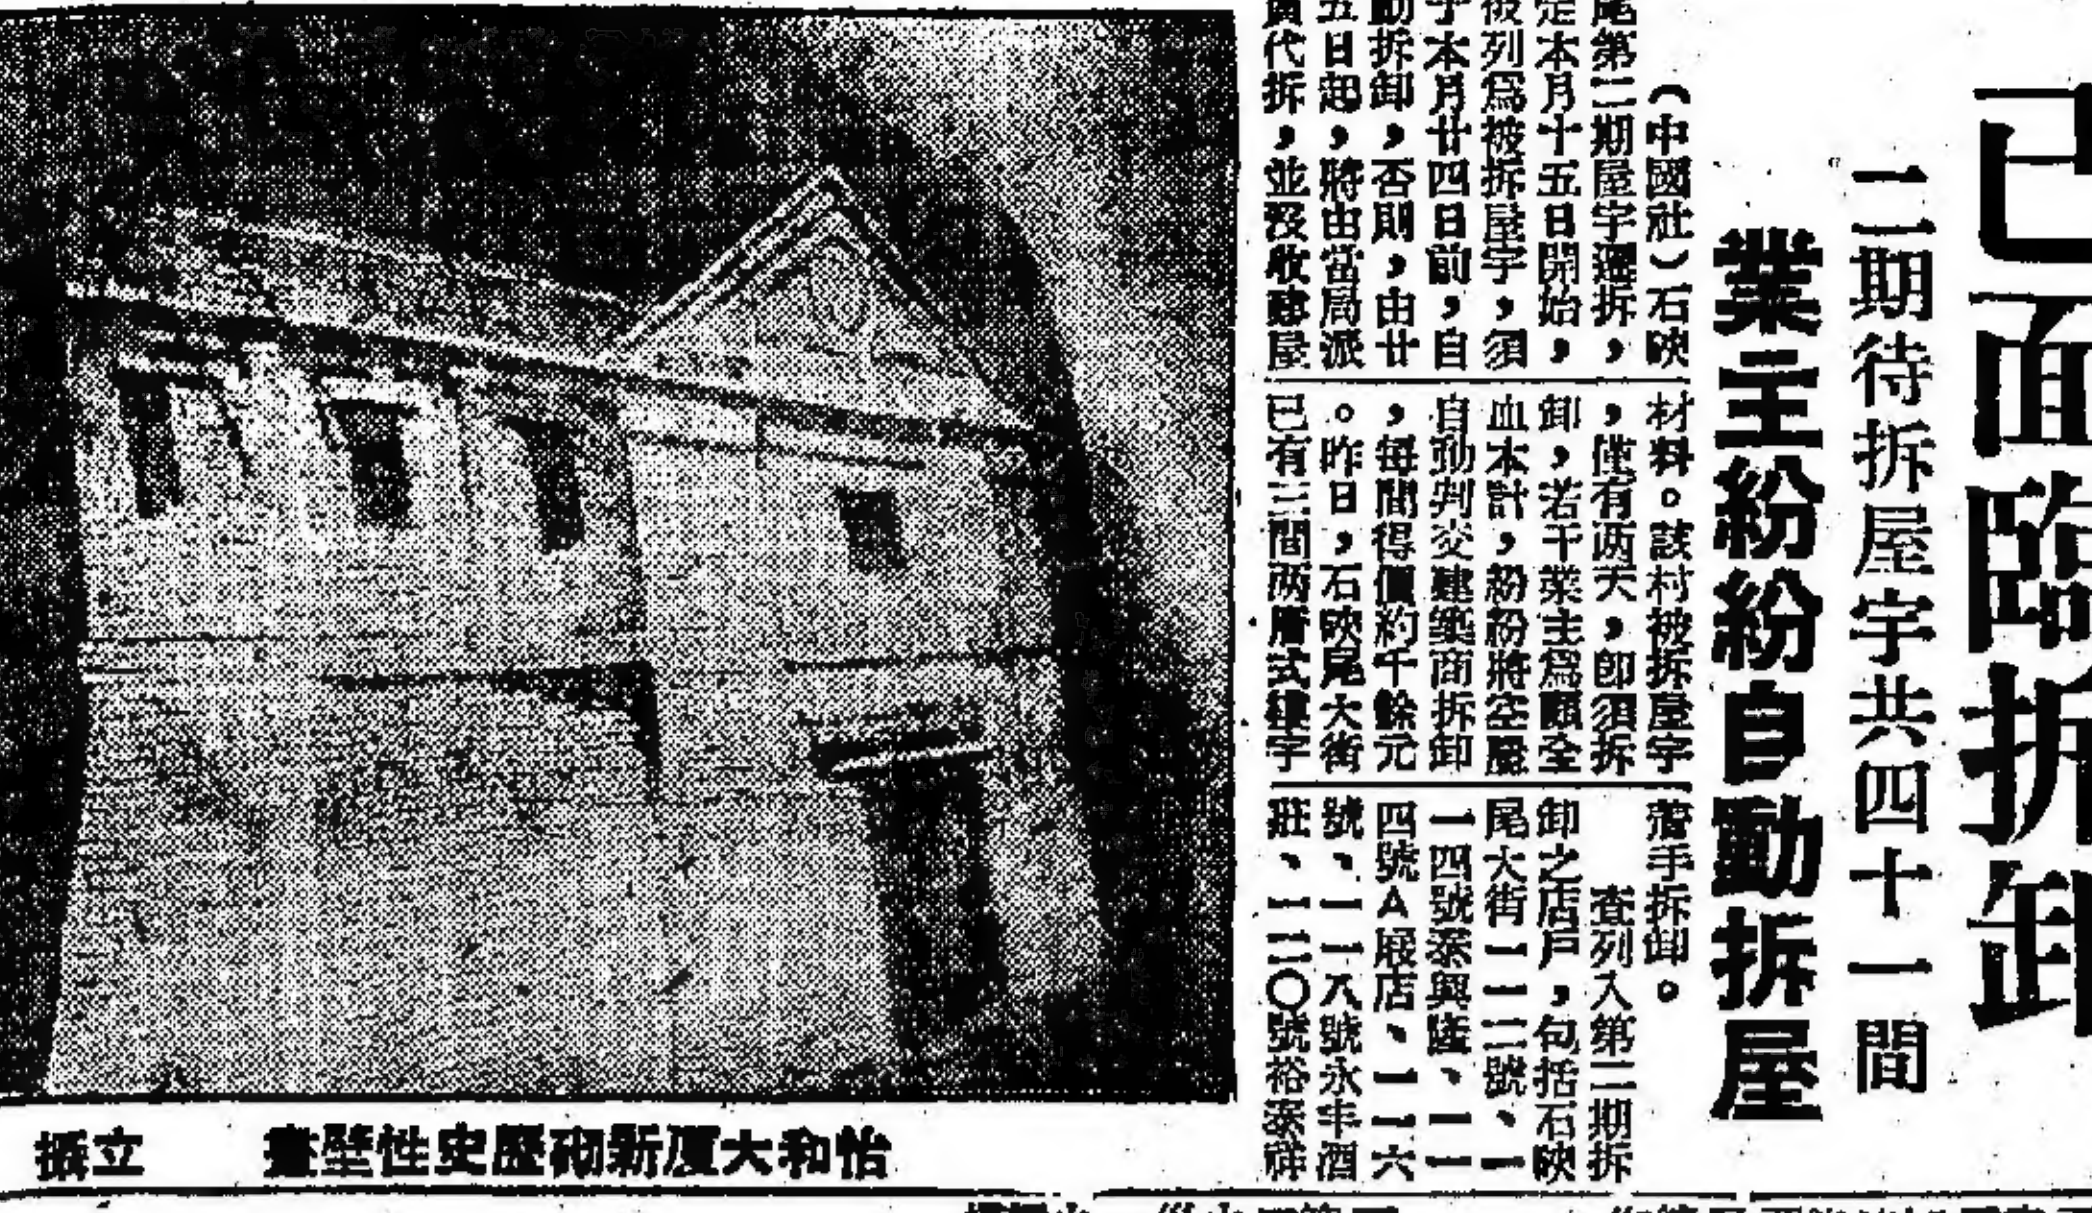 已面臨拆卸
二期待拆屋宇共四十一間
業主紛紛自動拆屋
（中國社）石硤
尾第二期屋宇遷拆，
定本月十五日開始，
被列爲被拆屋宇，須
于本月廿四日前，自
動拆卸，否則，由廿
五日起，將由當局派
員代拆，並沒收建屋
材料。該村被拆屋宇
，僅有两天，卽須拆
卸，若干業主爲顧全
血本計，紛紛將空屋
自動判交建築商拆卸
，每間得價約千餘元
。昨日，石硤尾大街
已有三間两層式樓宇
着手拆卸。
查列入第二期拆
卸之店戶，包括石硤
尾大街一一二號、一
一四號泰興隆、一一
四號A 店、一一六
號、一一八號永丰酒
莊、一二〇號裕泰祥
怡和大厦新砌歷史性壁畫　立攝